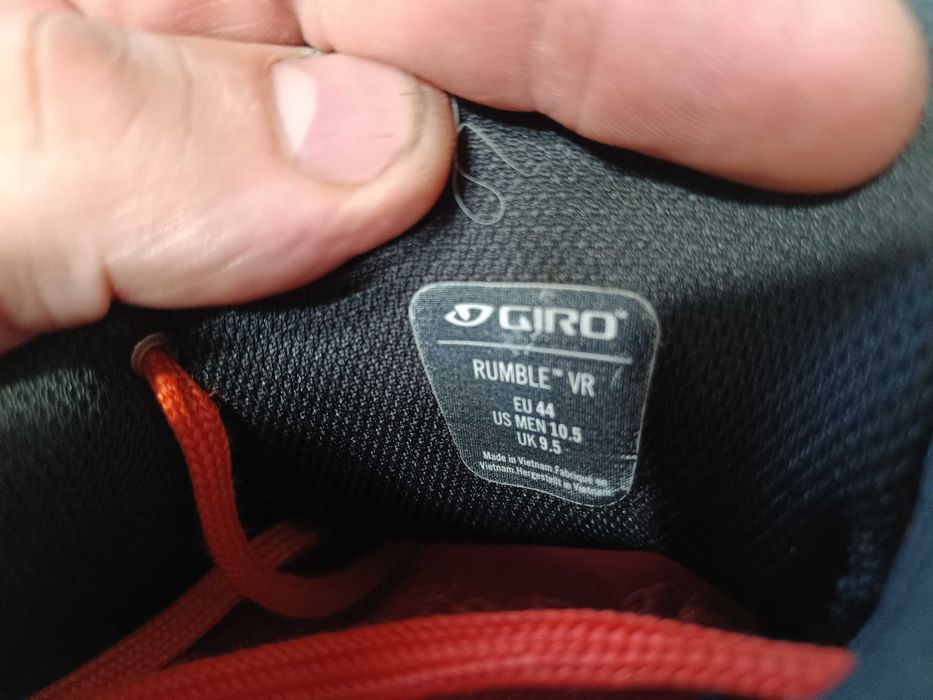 GIRO™
RUMBLE™ VR
EU 44
US MEN 10.5
UK 9.5
Made in Vietnam.Fabriqué au
Vietnam.Hergestellt in Vietnam